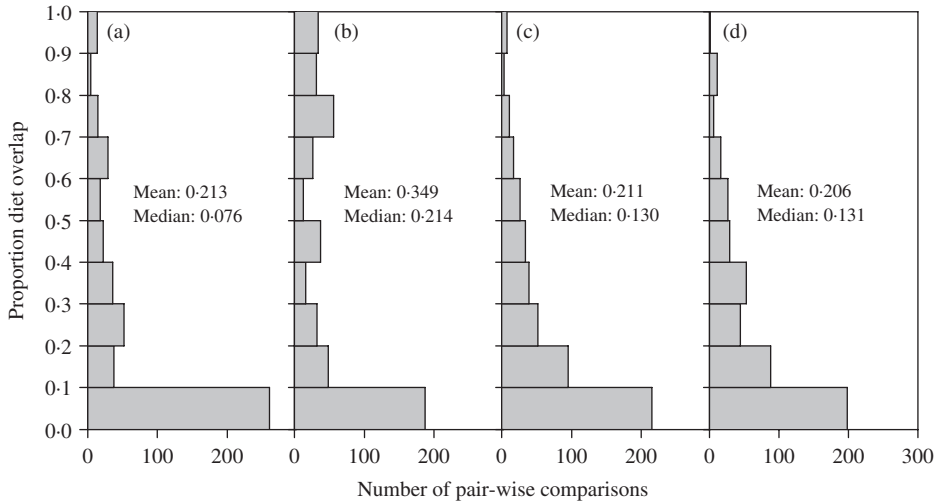 1·0
0·9
0·8
0·7
0·6
0·5
0·4
0·3
0·2
0·1
0·0
Proportion diet overlap
(a)
Mean: 0·213
Median: 0·076
(b)
Mean: 0·349
Median: 0·214
(c)
Mean: 0·211
Median: 0·130
(d)
Mean: 0·206
Median: 0·131
0 100 200 0 100 200 0 100 200 0 100 200 300
Number of pair-wise comparisons